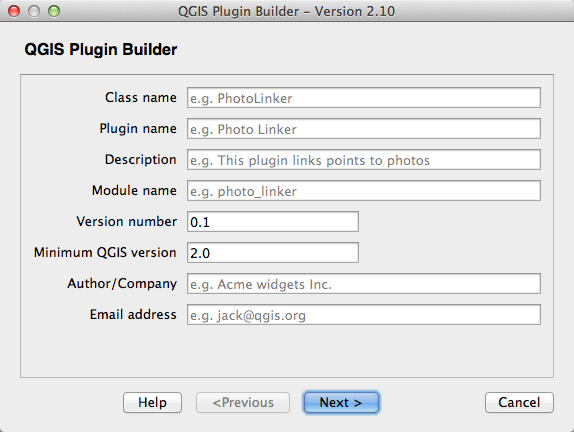 QGIS Plugin Builder - Version 2.10
QGIS Plugin Builder
Class name e.g. PhotoLinker
Plugin name e.g. Photo Linker
Description e.g. This plugin links points to photos
Module name e.g. photo_linker
Version number 0.1
Minimum QGIS version 2.0
Author/Company e.g. Acme widgets Inc.
Email address e.g. jack@qgis.org
Help <Previous Next > Cancel